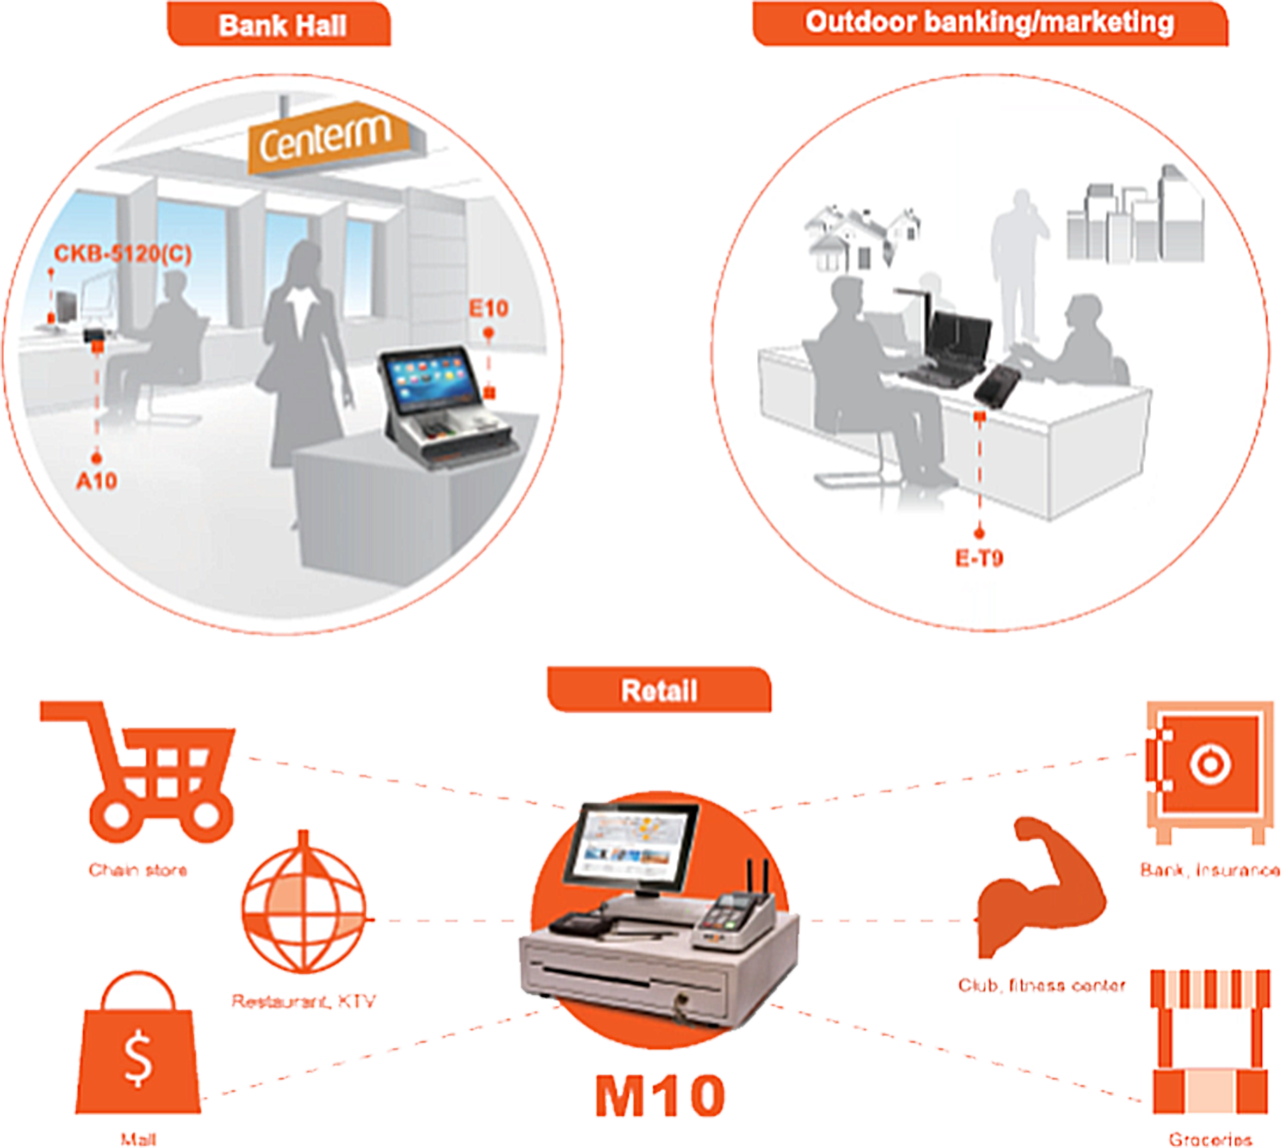 Bank Hall
Outdoor banking/marketing
Centerm
CKB-5120(C)
E10
A10
E-T9
Retail
Chain store
Bank, insurance
Restaurant, KTV
Club, fitness center
$
M10
Mall
Groceries